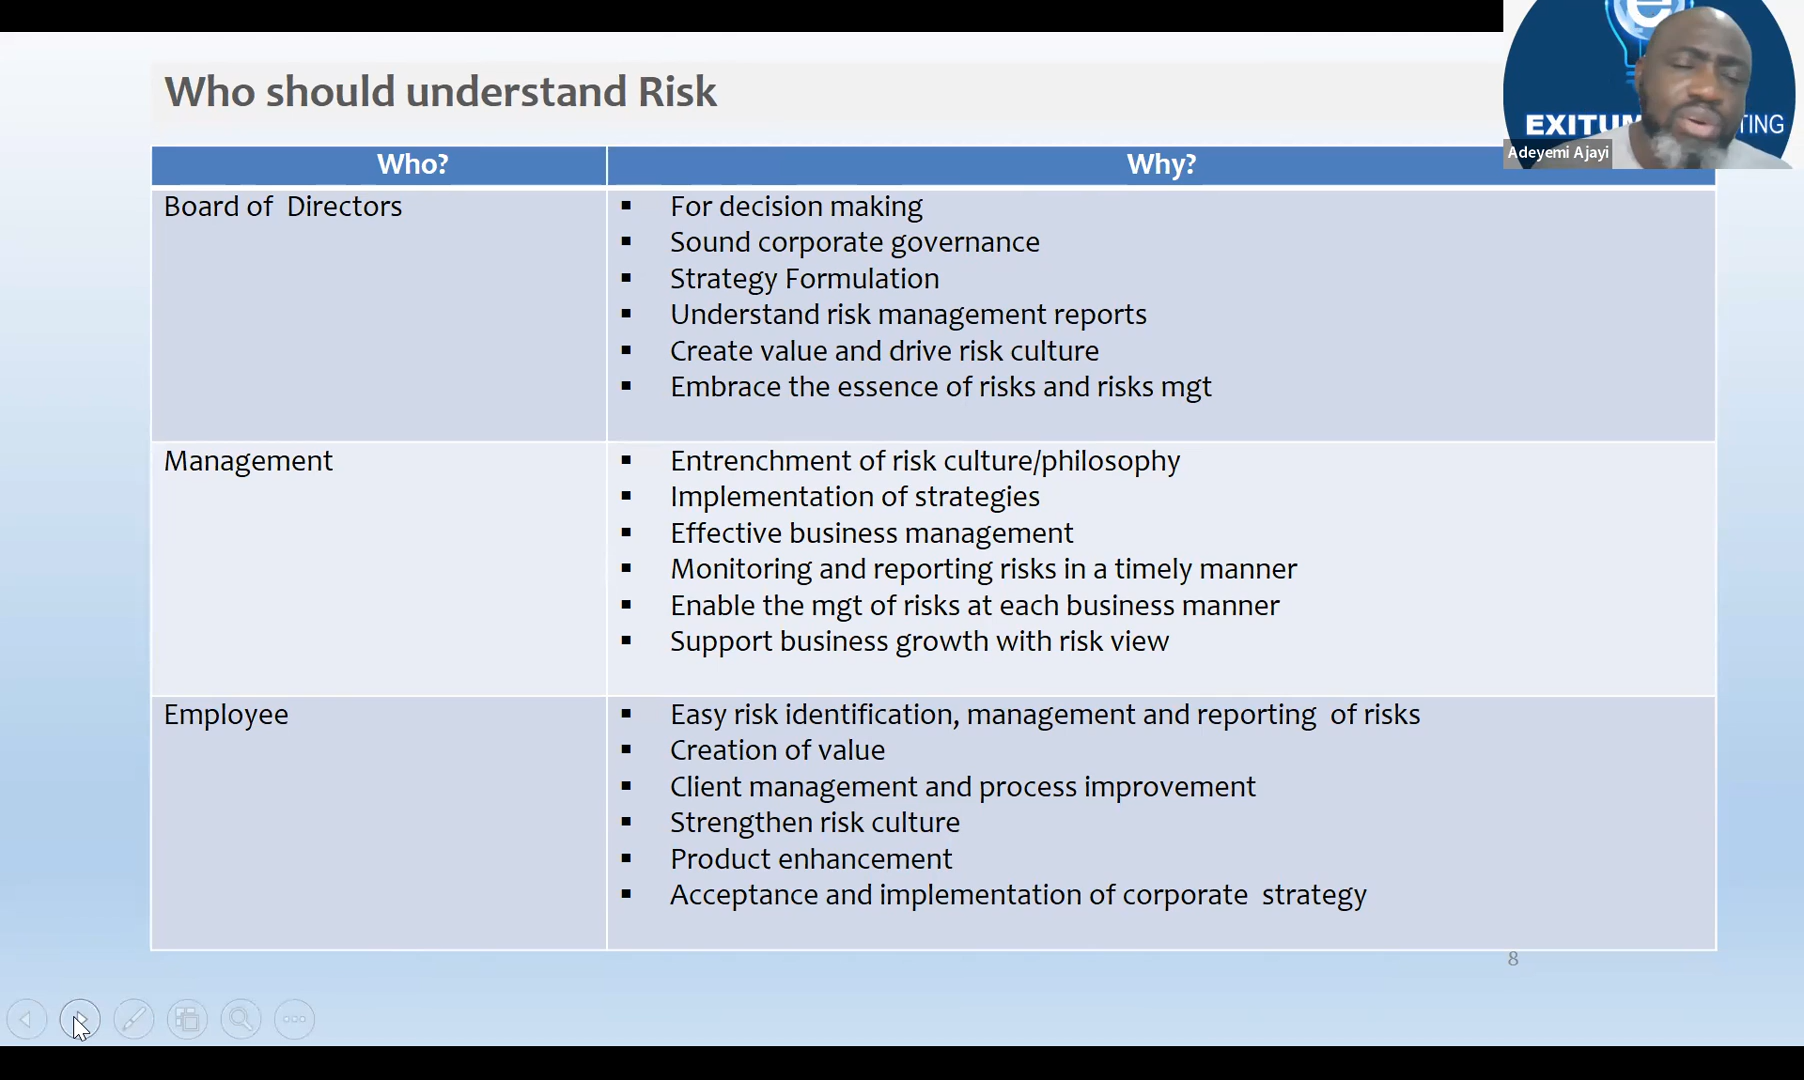 Who should understand Risk
EXITUM
TING
Adeyemi Ajayi
Who?
Why?
Board of  Directors
▪ For decision making
▪ Sound corporate governance
▪ Strategy Formulation
▪ Understand risk management reports
▪ Create value and drive risk culture
▪ Embrace the essence of risks and risks mgt
Management
▪ Entrenchment of risk culture/philosophy
▪ Implementation of strategies
▪ Effective business management
▪ Monitoring and reporting risks in a timely manner
▪ Enable the mgt of risks at each business manner
▪ Support business growth with risk view
Employee
▪ Easy risk identification, management and reporting  of risks
▪ Creation of value
▪ Client management and process improvement
▪ Strengthen risk culture
▪ Product enhancement
▪ Acceptance and implementation of corporate  strategy
8